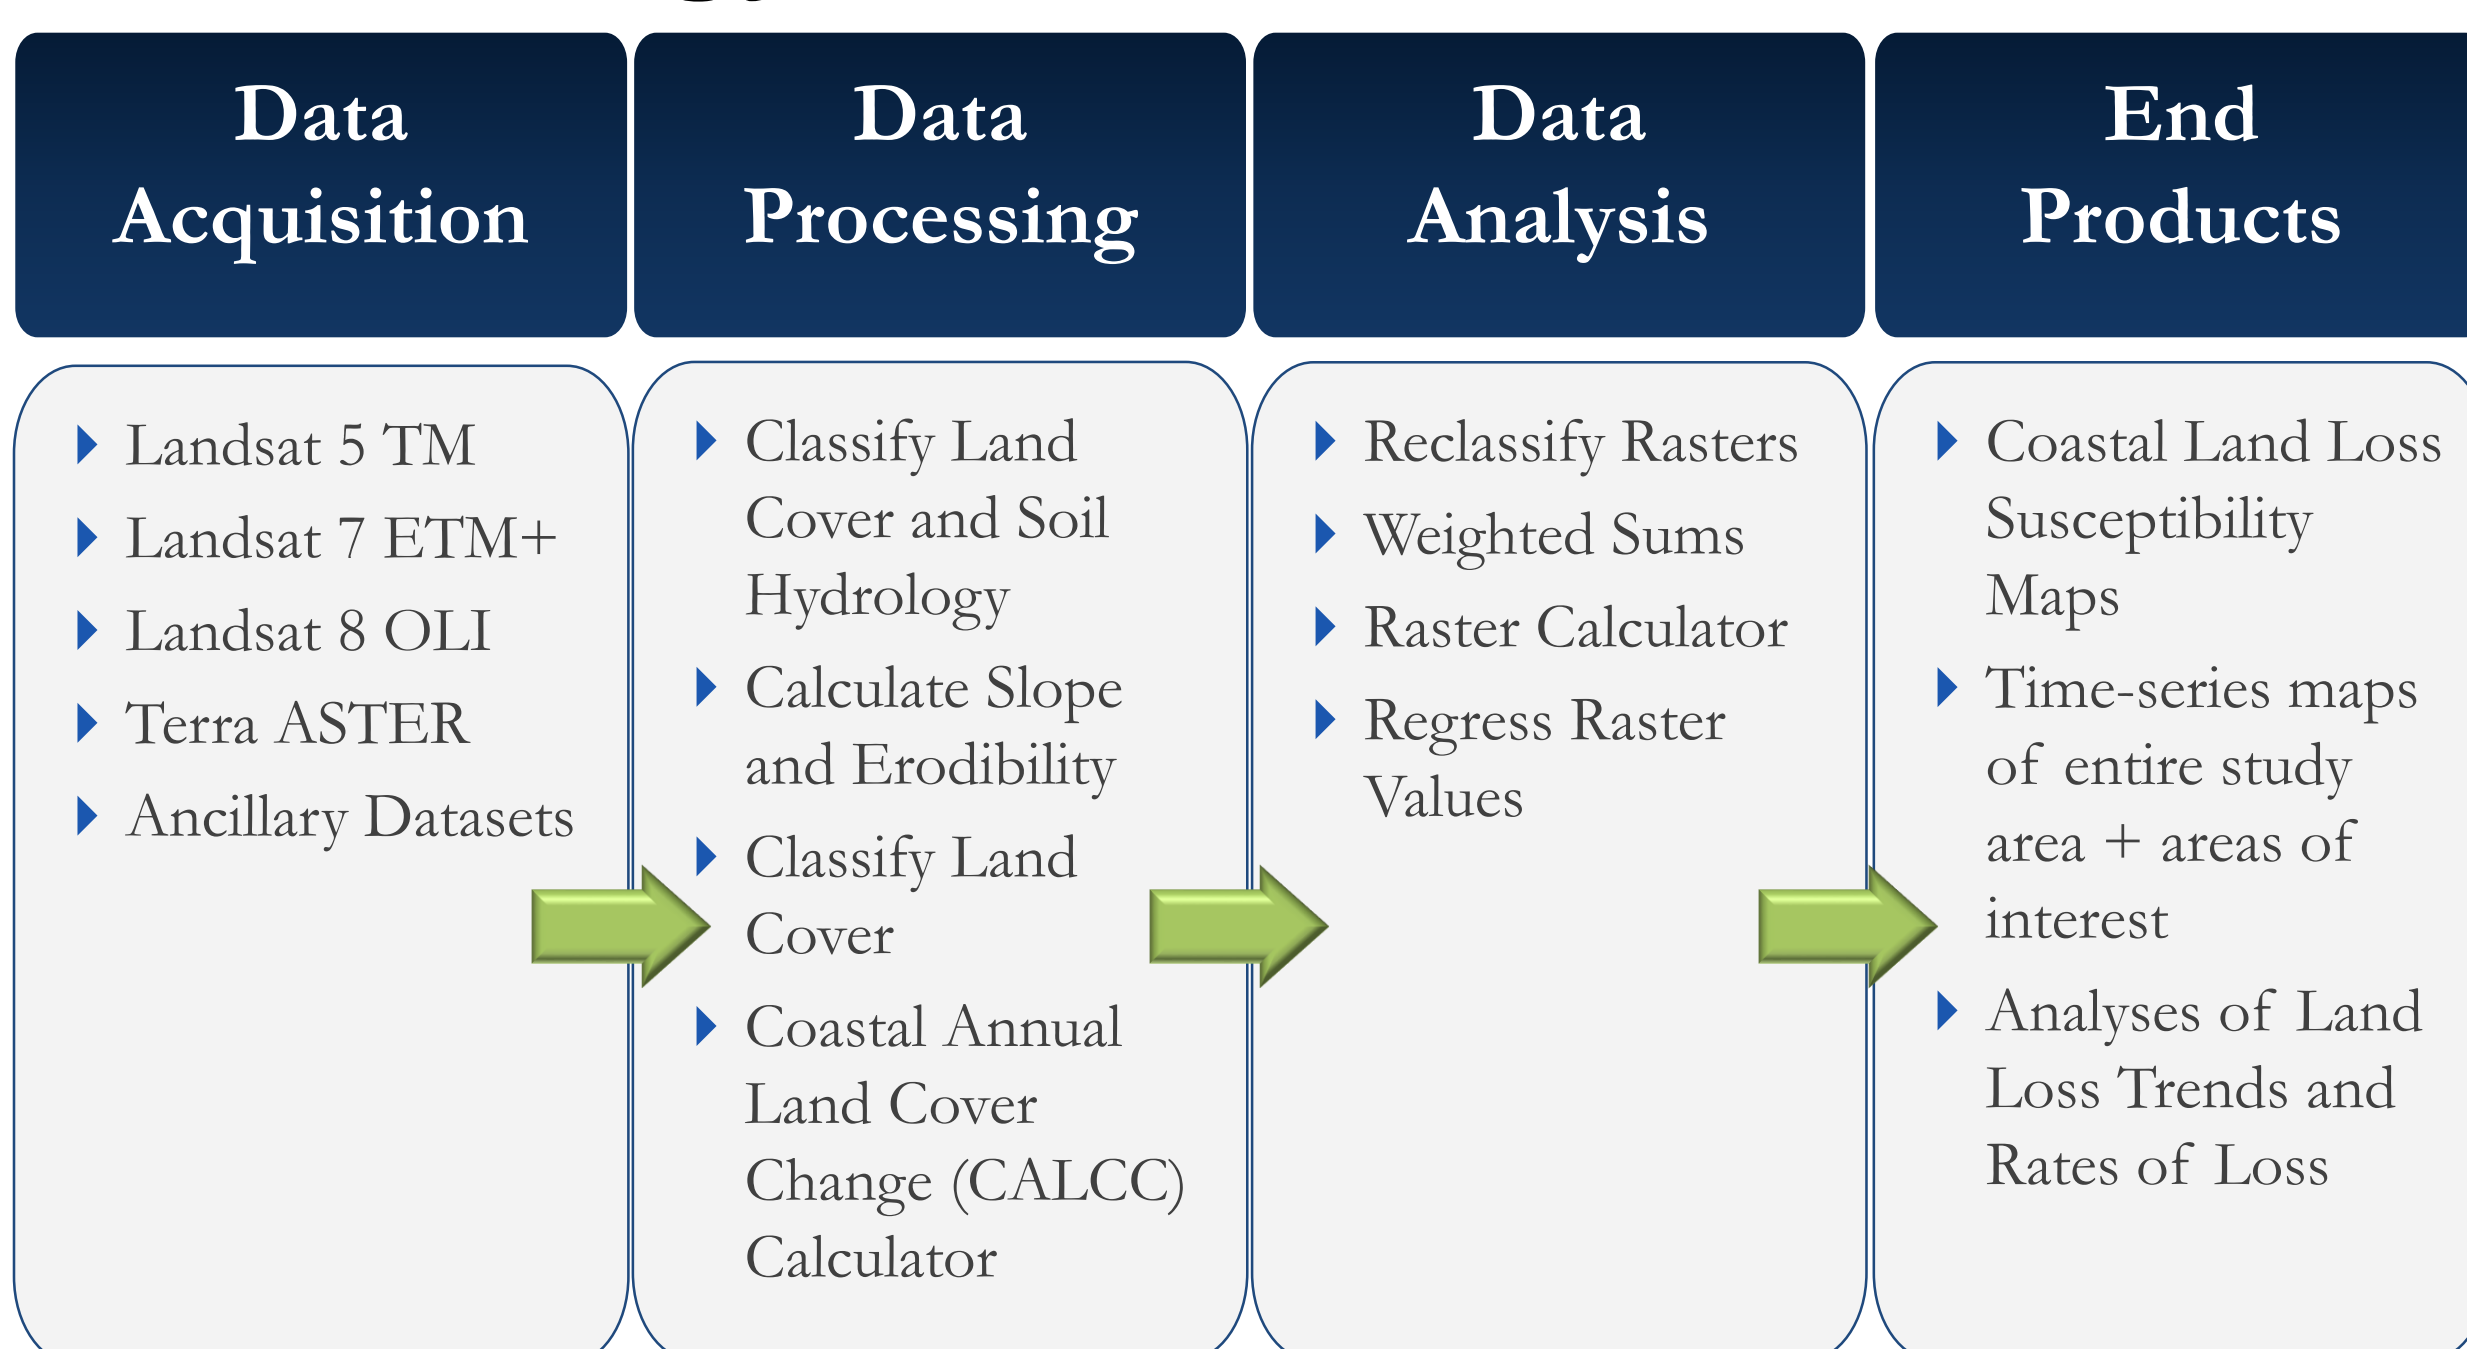 Data
Acquisition
Landsat 5 TM
Landsat 7 ETM+
Landsat 8 OLI
Terra ASTER
Ancillary Datasets
Data
Processing
Classify Land
Cover and Soil
Hydrology
Calculate Slope
and Erodibility
Classify Land
Cover
Coastal Annual
Land Cover
Change (CALCC)
Calculator
Data
Analysis
Reclassify Rasters
Weighted Sums
Raster Calculator
Regress Raster
Values
End
Products
Coastal Land Loss
Susceptibility
Maps
Time-series maps
of entire study
area + areas of
interest
Analyses of Land
Loss Trends and
Rates of Loss